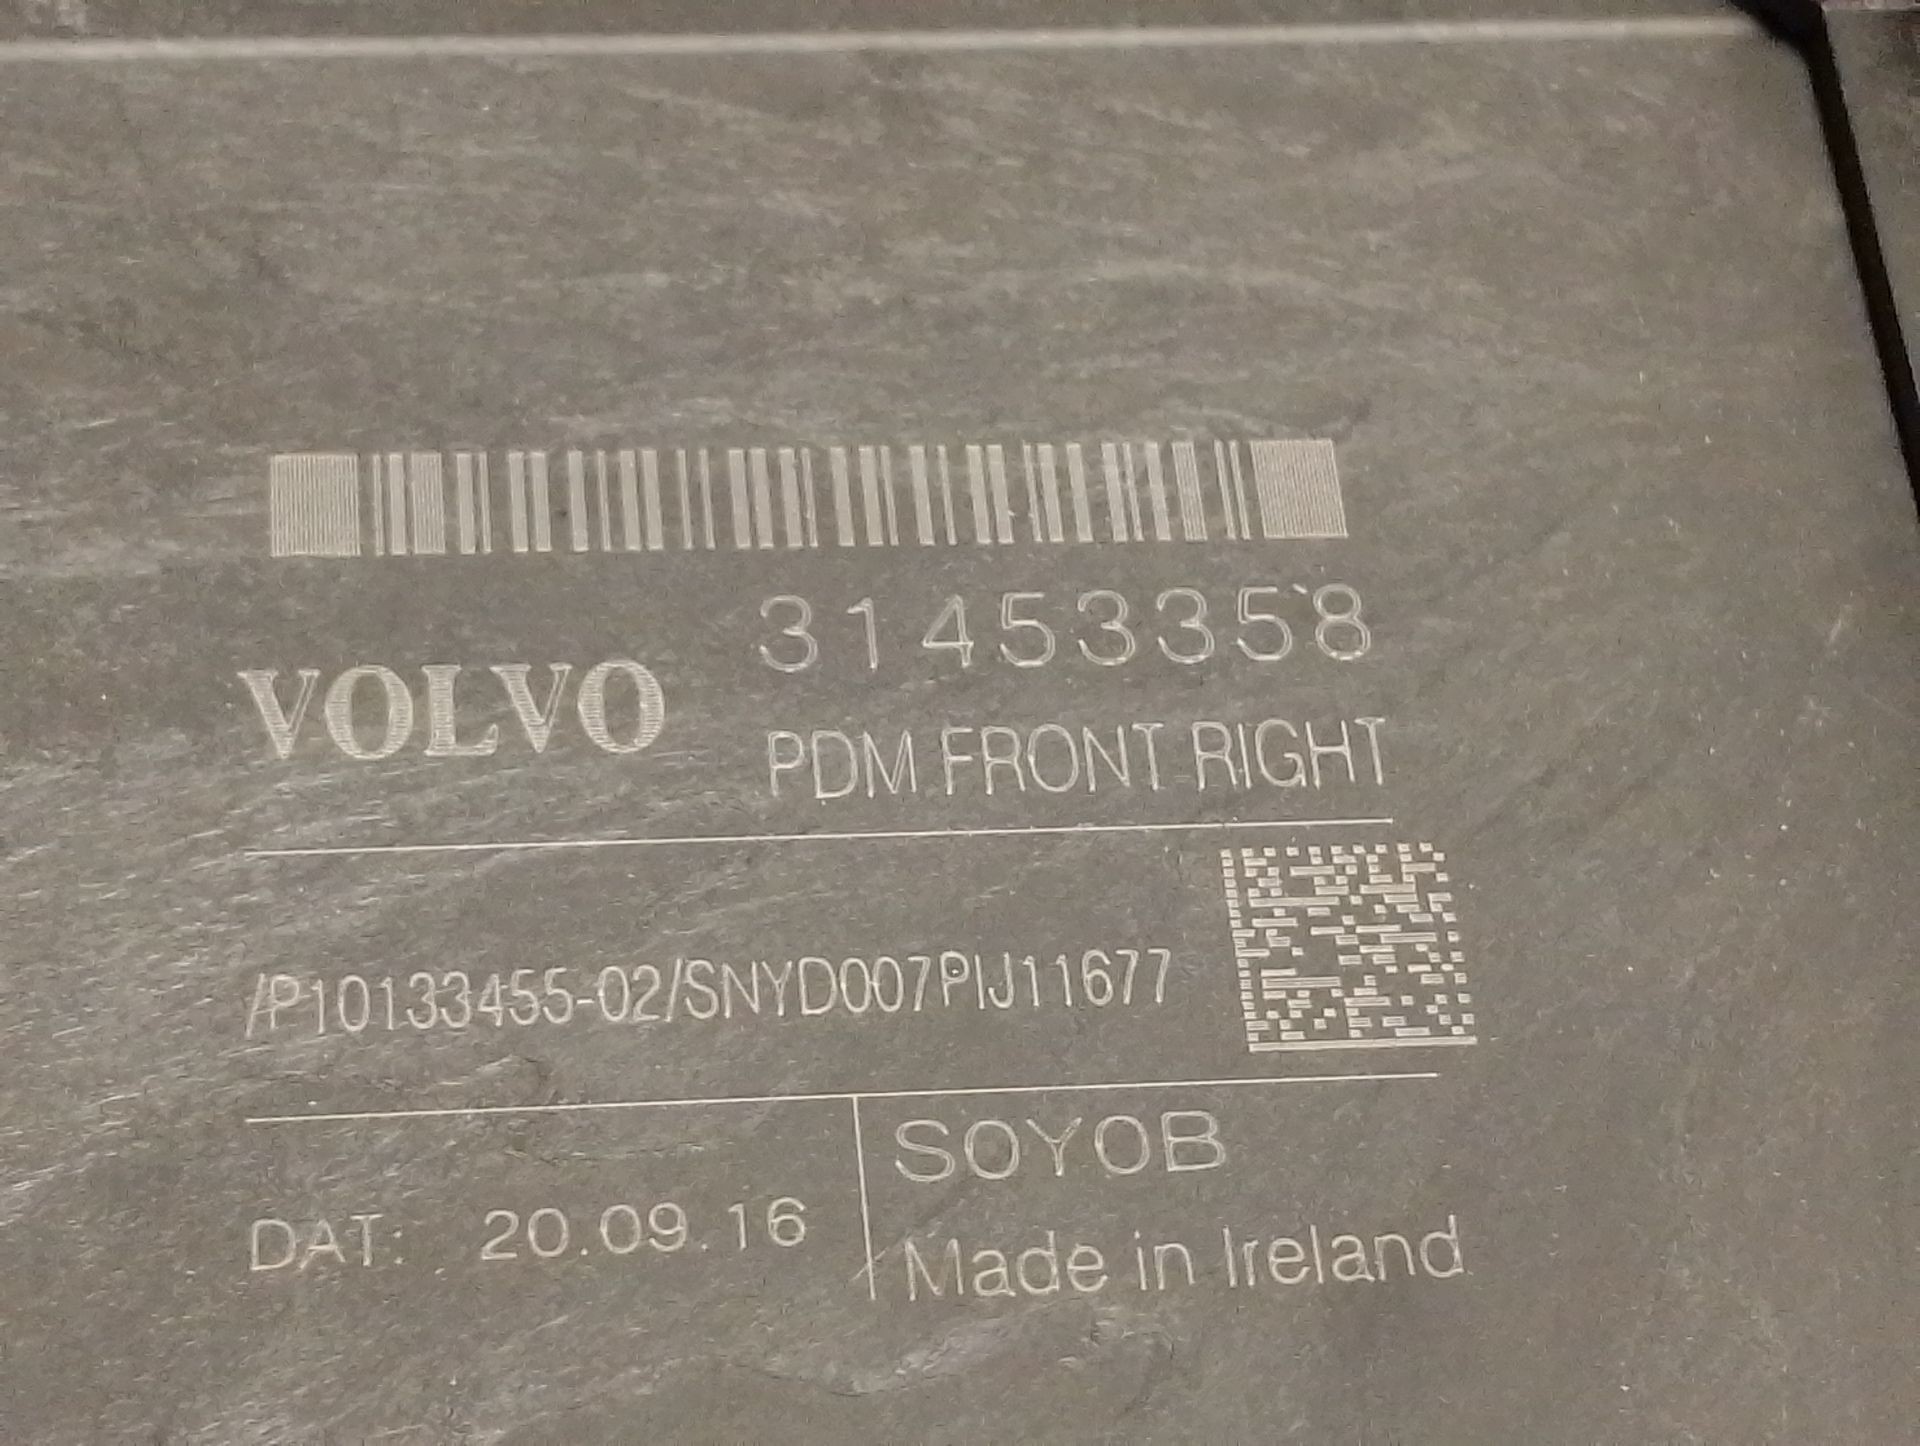 31453358
VOLVO
PDM FRONT RIGHT
/P10133455-02/SNYD007PIJ11677
SOYOB
DAT: 20.09.16
Made in Ireland